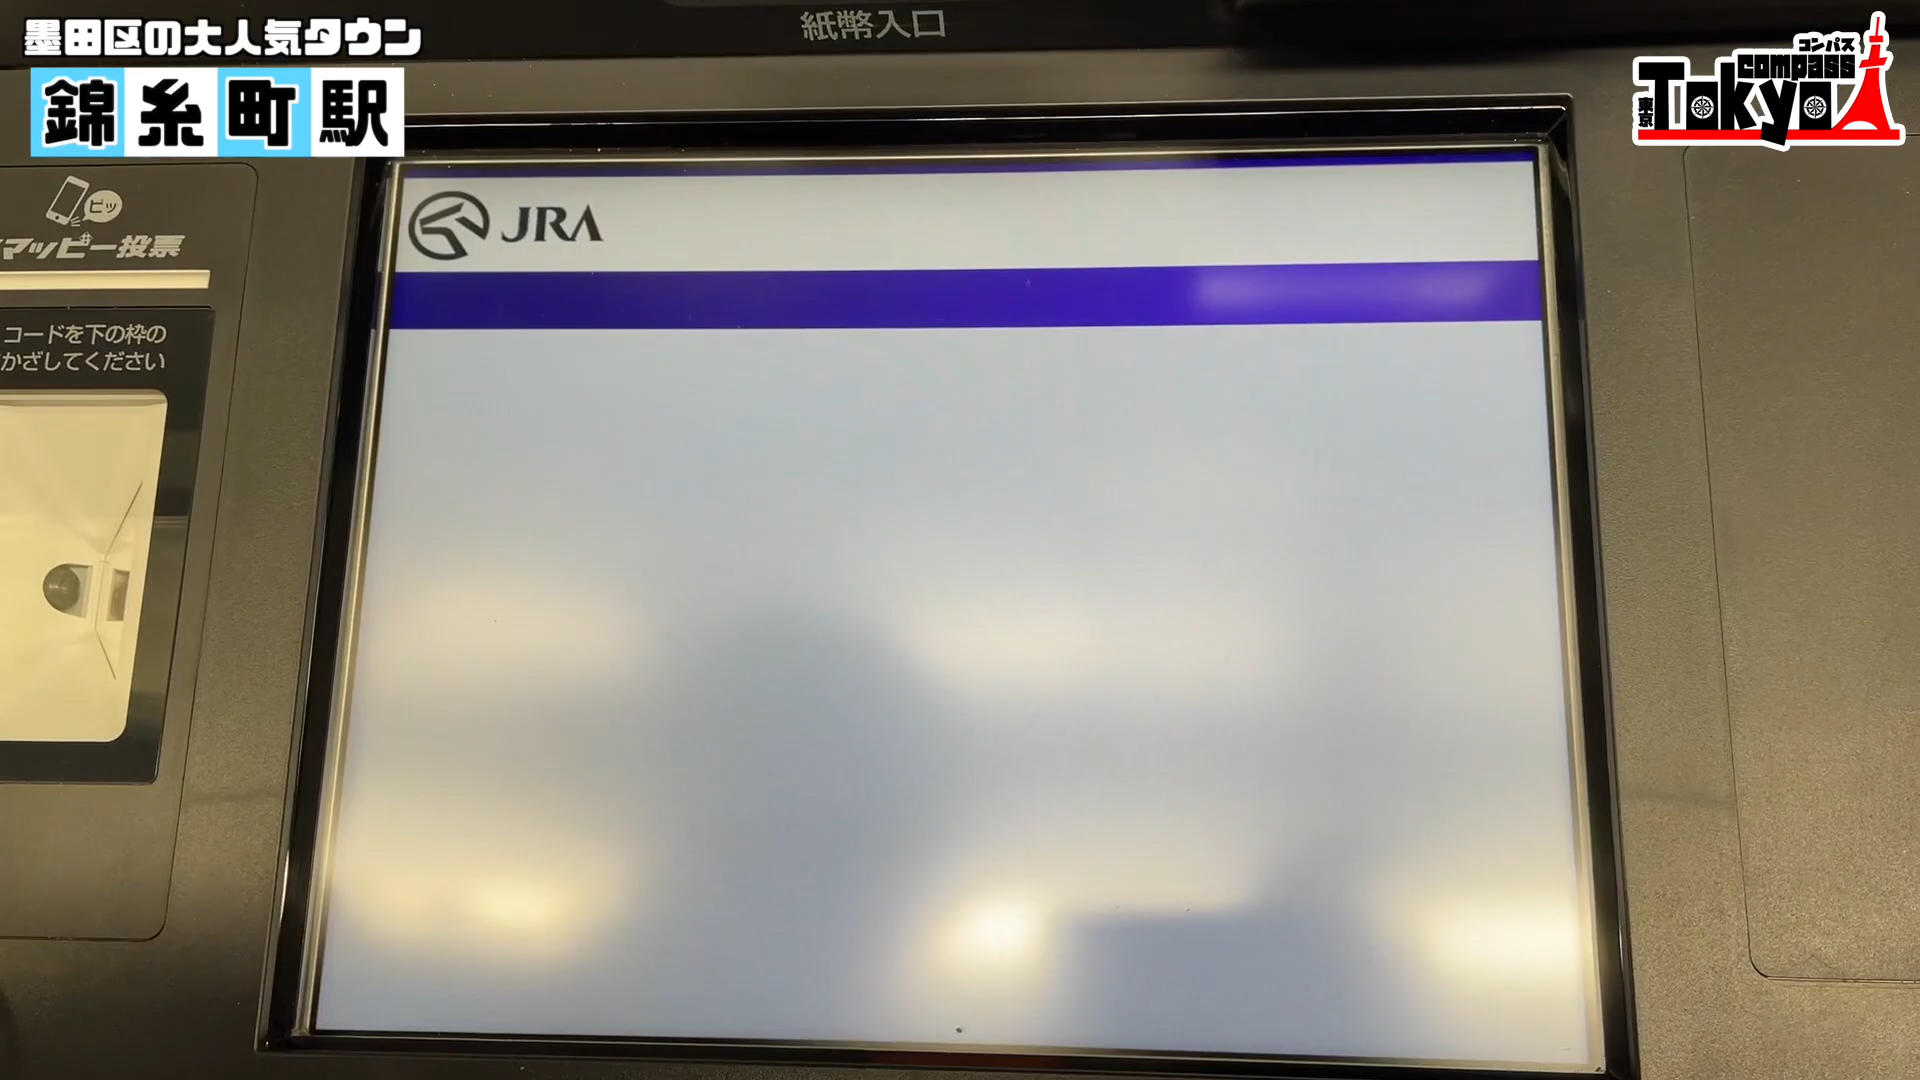 墨田区の大人気タウン
錦糸町駅
紙幣入口
コンパス
compass
東京
Tokyo
ピッ
マッピー投票
コードを下の枠の
かざしてください
JRA